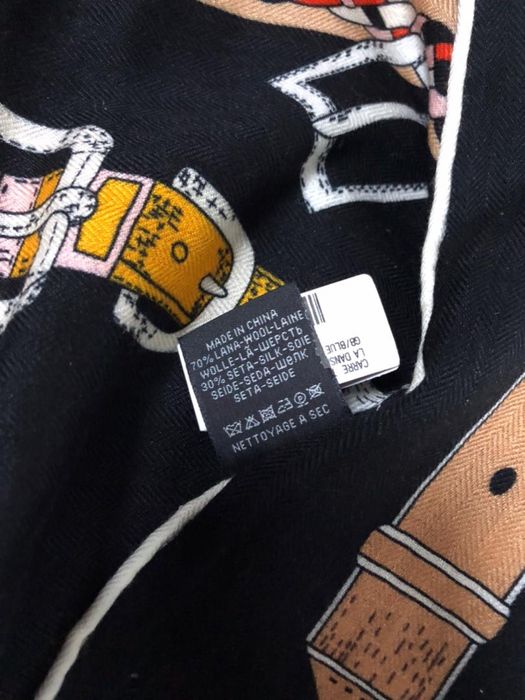 MADE IN CHINA
70% LANA-WOOL-LAINE
WOLLE-LÃ-ШЕРСТЬ
30% SETA-SILK-SOIE
SEIDE-SEDA-ШЕЛК
SETA-SEIDE
NETTOYAGE A SEC
CARRE
LA DANS
GB/BLUE